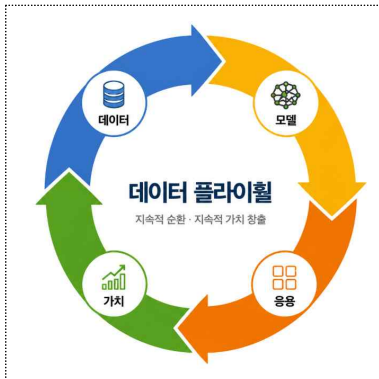 데이터
모델
데이터 플라이휠
지속적 순환 · 지속적 가치 창출
가치
응용